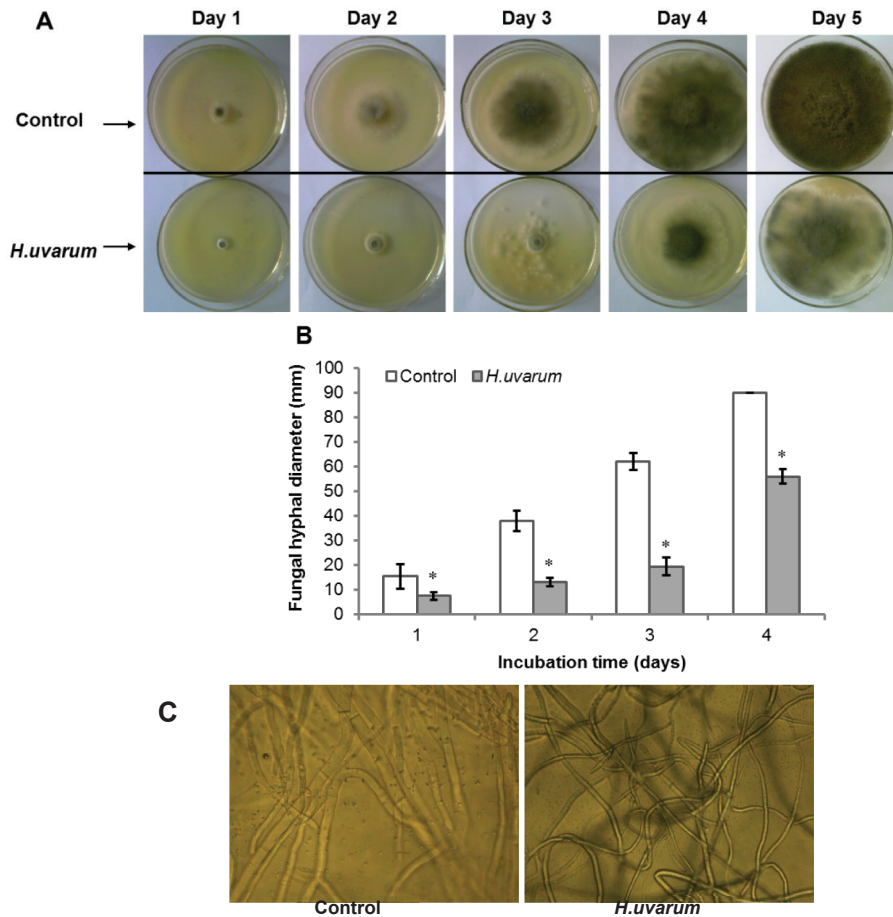 A
Day 1 Day 2 Day 3 Day 4 Day 5
Control
H.uvarum
B
Control H.uvarum
Fungal hyphal diameter (mm)
100
90
80
70
60
50
40
30
20
10
0
* * * *
1 2 3 4
Incubation time (days)
C
Control H.uvarum